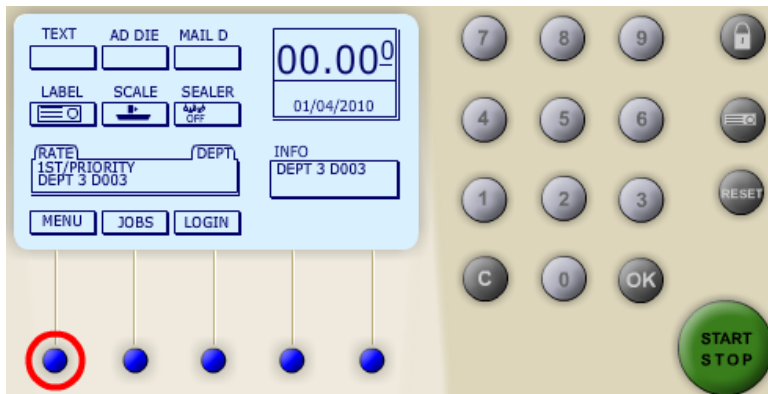 TEXT AD DIE MAIL D
00.000
LABEL SCALE SEALER
OFF
01/04/2010
RATE DEPT
1ST/PRIORITY
DEPT 3 D003
INFO
DEPT 3 D003
MENU JOBS LOGIN
7 8 9
4 5 6
1 2 3
RESET
C 0 OK
START
STOP